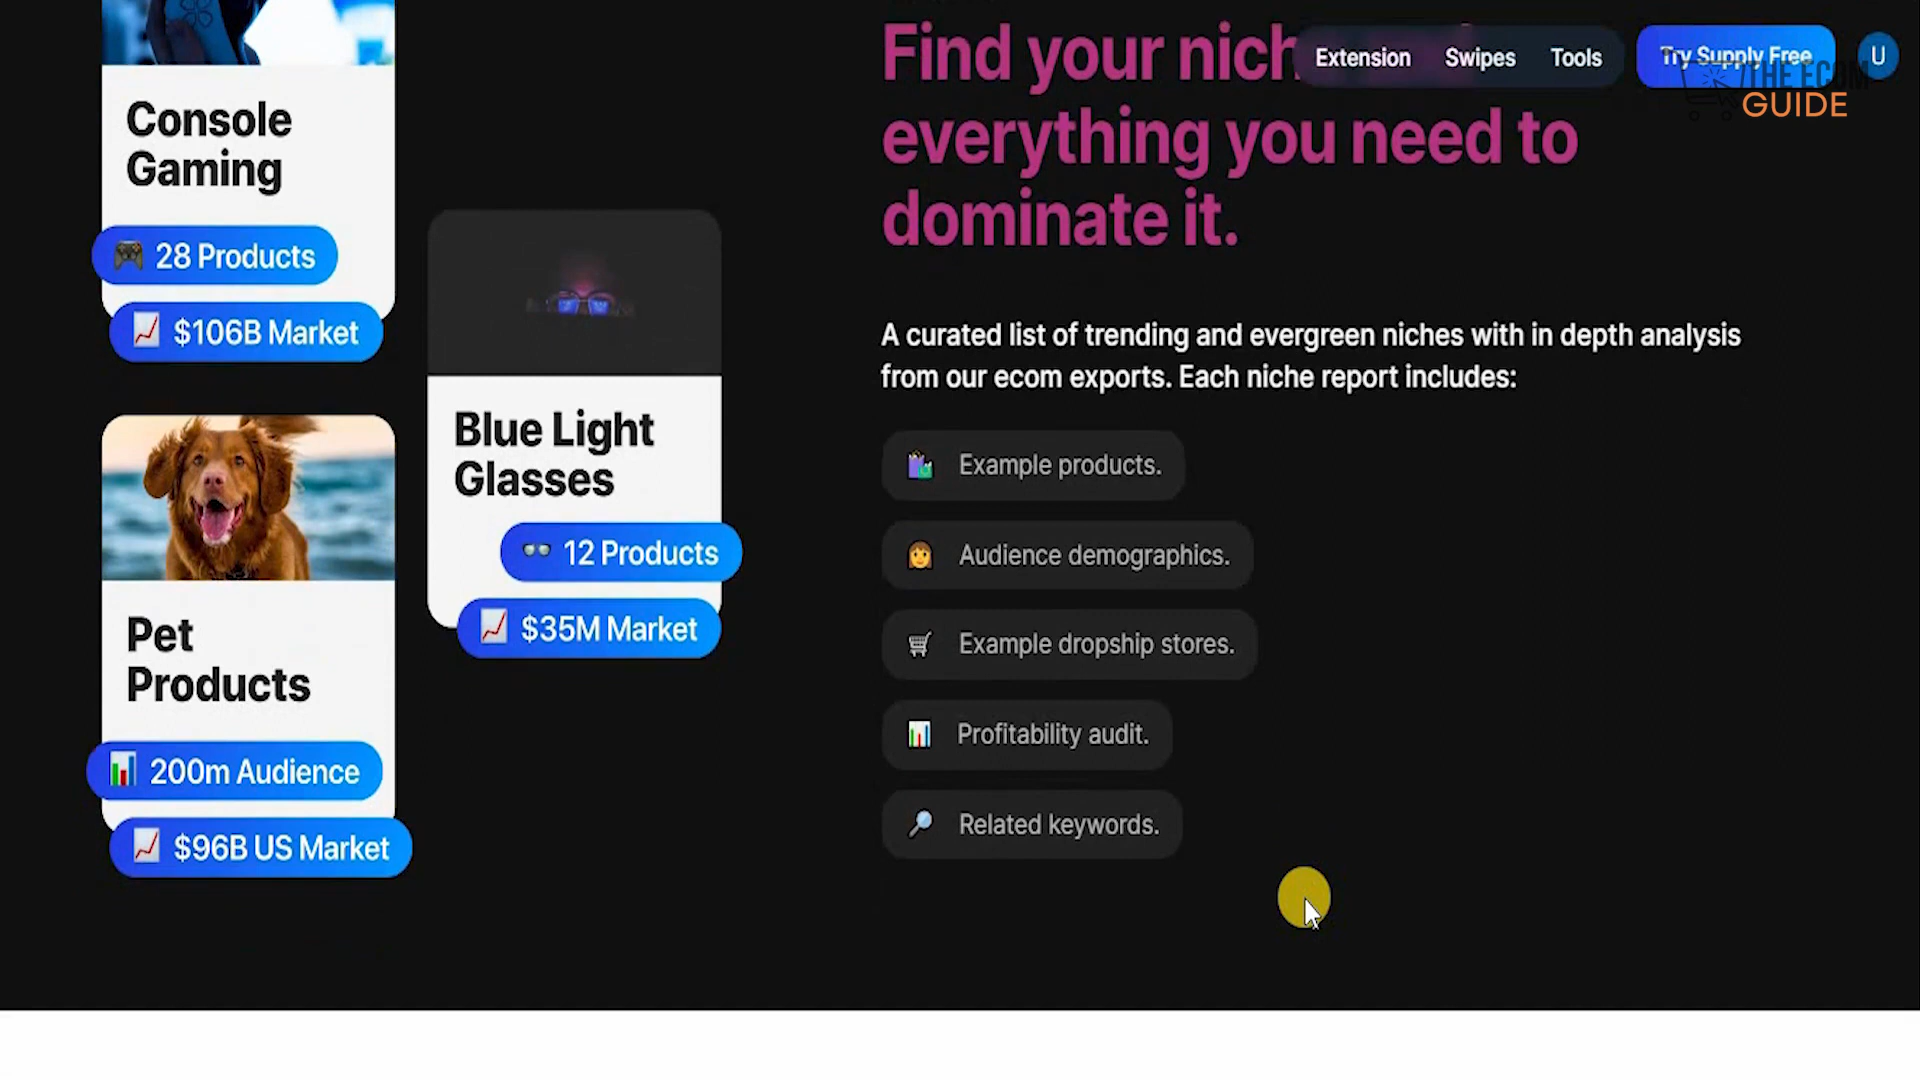 Extension Swipes Tools
Try Supply Free
U
THE ECOM
GUIDE
Console
Gaming
28 Products
$106B Market
Pet
Products
200m Audience
$96B US Market
Blue Light
Glasses
12 Products
$35M Market
Find your nich
everything you need to
dominate it.
A curated list of trending and evergreen niches with in depth analysis
from our ecom exports. Each niche report includes:
Example products.
Audience demographics.
Example dropship stores.
Profitability audit.
Related keywords.